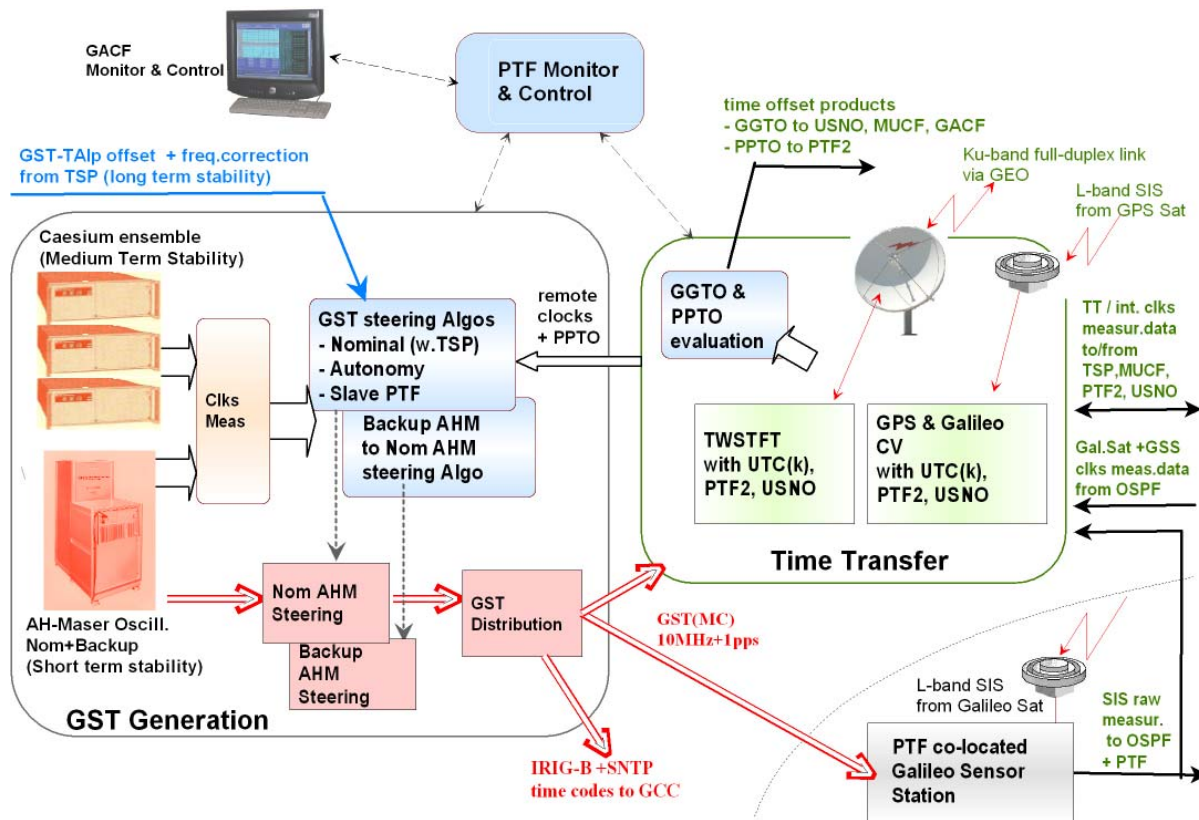 GACF
Monitor & Control
PTF Monitor
& Control
time offset products
- GGTO to USNO, MUCF, GACF
- PPTO to PTF2
Ku-band full-duplex link
via GEO
L-band SIS
from GPS Sat
GST-TAIp offset + freq.correction
from TSP (long term stability)
Caesium ensemble
(Medium Term Stability)
Clks
Meas
GST steering Algos
- Nominal (w.TSP)
- Autonomy
- Slave PTF
Backup AHM
to Nom AHM
steering Algo
remote
clocks
+ PPTO
GGTO &
PPTO
evaluation
TWSTFT
with UTC(k),
PTF2, USNO
GPS & Galileo
CV
with UTC(k),
PTF2, USNO
Time Transfer
TT / int. clks
measur.data
to/from
TSP,MUCF,
PTF2, USNO
Gal.Sat +GSS
clks meas.data
from OSPF
AH-Maser Oscill.
Nom+Backup
(Short term stability)
Nom AHM
Steering
Backup
AHM
Steering
GST
Distribution
GST Generation
GST(MC)
10MHz+1pps
IRIG-B +SNTP
time codes to GCC
L-band SIS
from Galileo Sat
PTF co-located
Galileo Sensor
Station
SIS raw
measur.
to OSPF
+ PTF